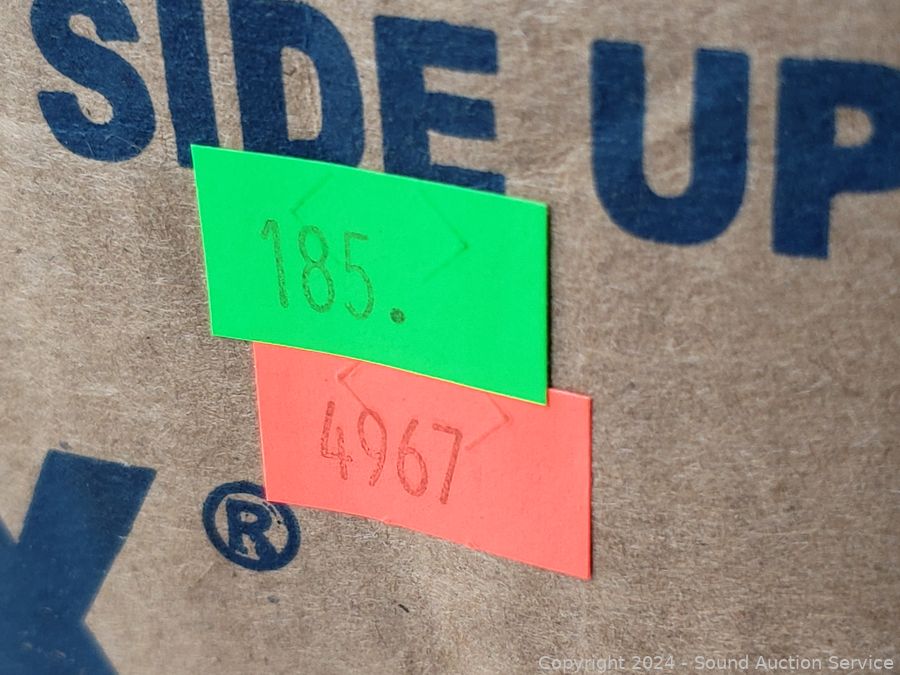 SIDE UP
185.
4967
X®
Copyright 2024 - Sound Auction Service